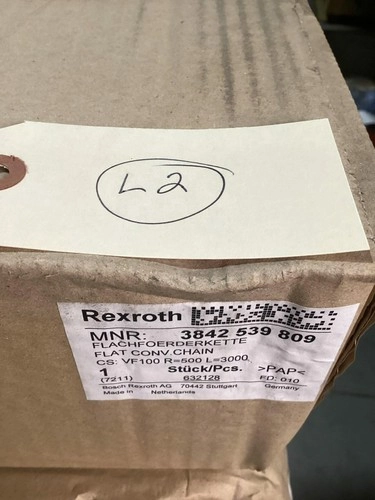 L2
Rexroth
MNR: 3842 539 809
FLACHFOERDERKETTE
FLAT CONV.CHAIN
CS: VF100 R=500 L=3000
1 Stück/Pcs. >PAP<
(7211) 632128 FD: 010
Bosch Rexroth AG 70442 Stuttgart Germany
Made in Netherlands